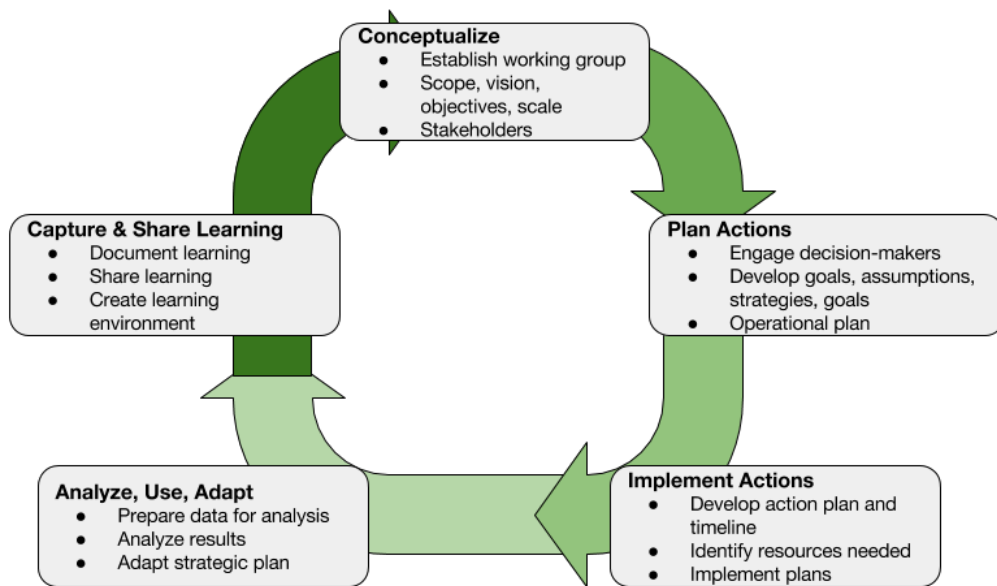 Conceptualize
● Establish working group
● Scope, vision,
objectives, scale
● Stakeholders
Plan Actions
● Engage decision-makers
● Develop goals, assumptions,
strategies, goals
● Operational plan
Implement Actions
● Develop action plan and
timeline
● Identify resources needed
● Implement plans
Analyze, Use, Adapt
● Prepare data for analysis
● Analyze results
● Adapt strategic plan
Capture & Share Learning
● Document learning
● Share learning
● Create learning
environment